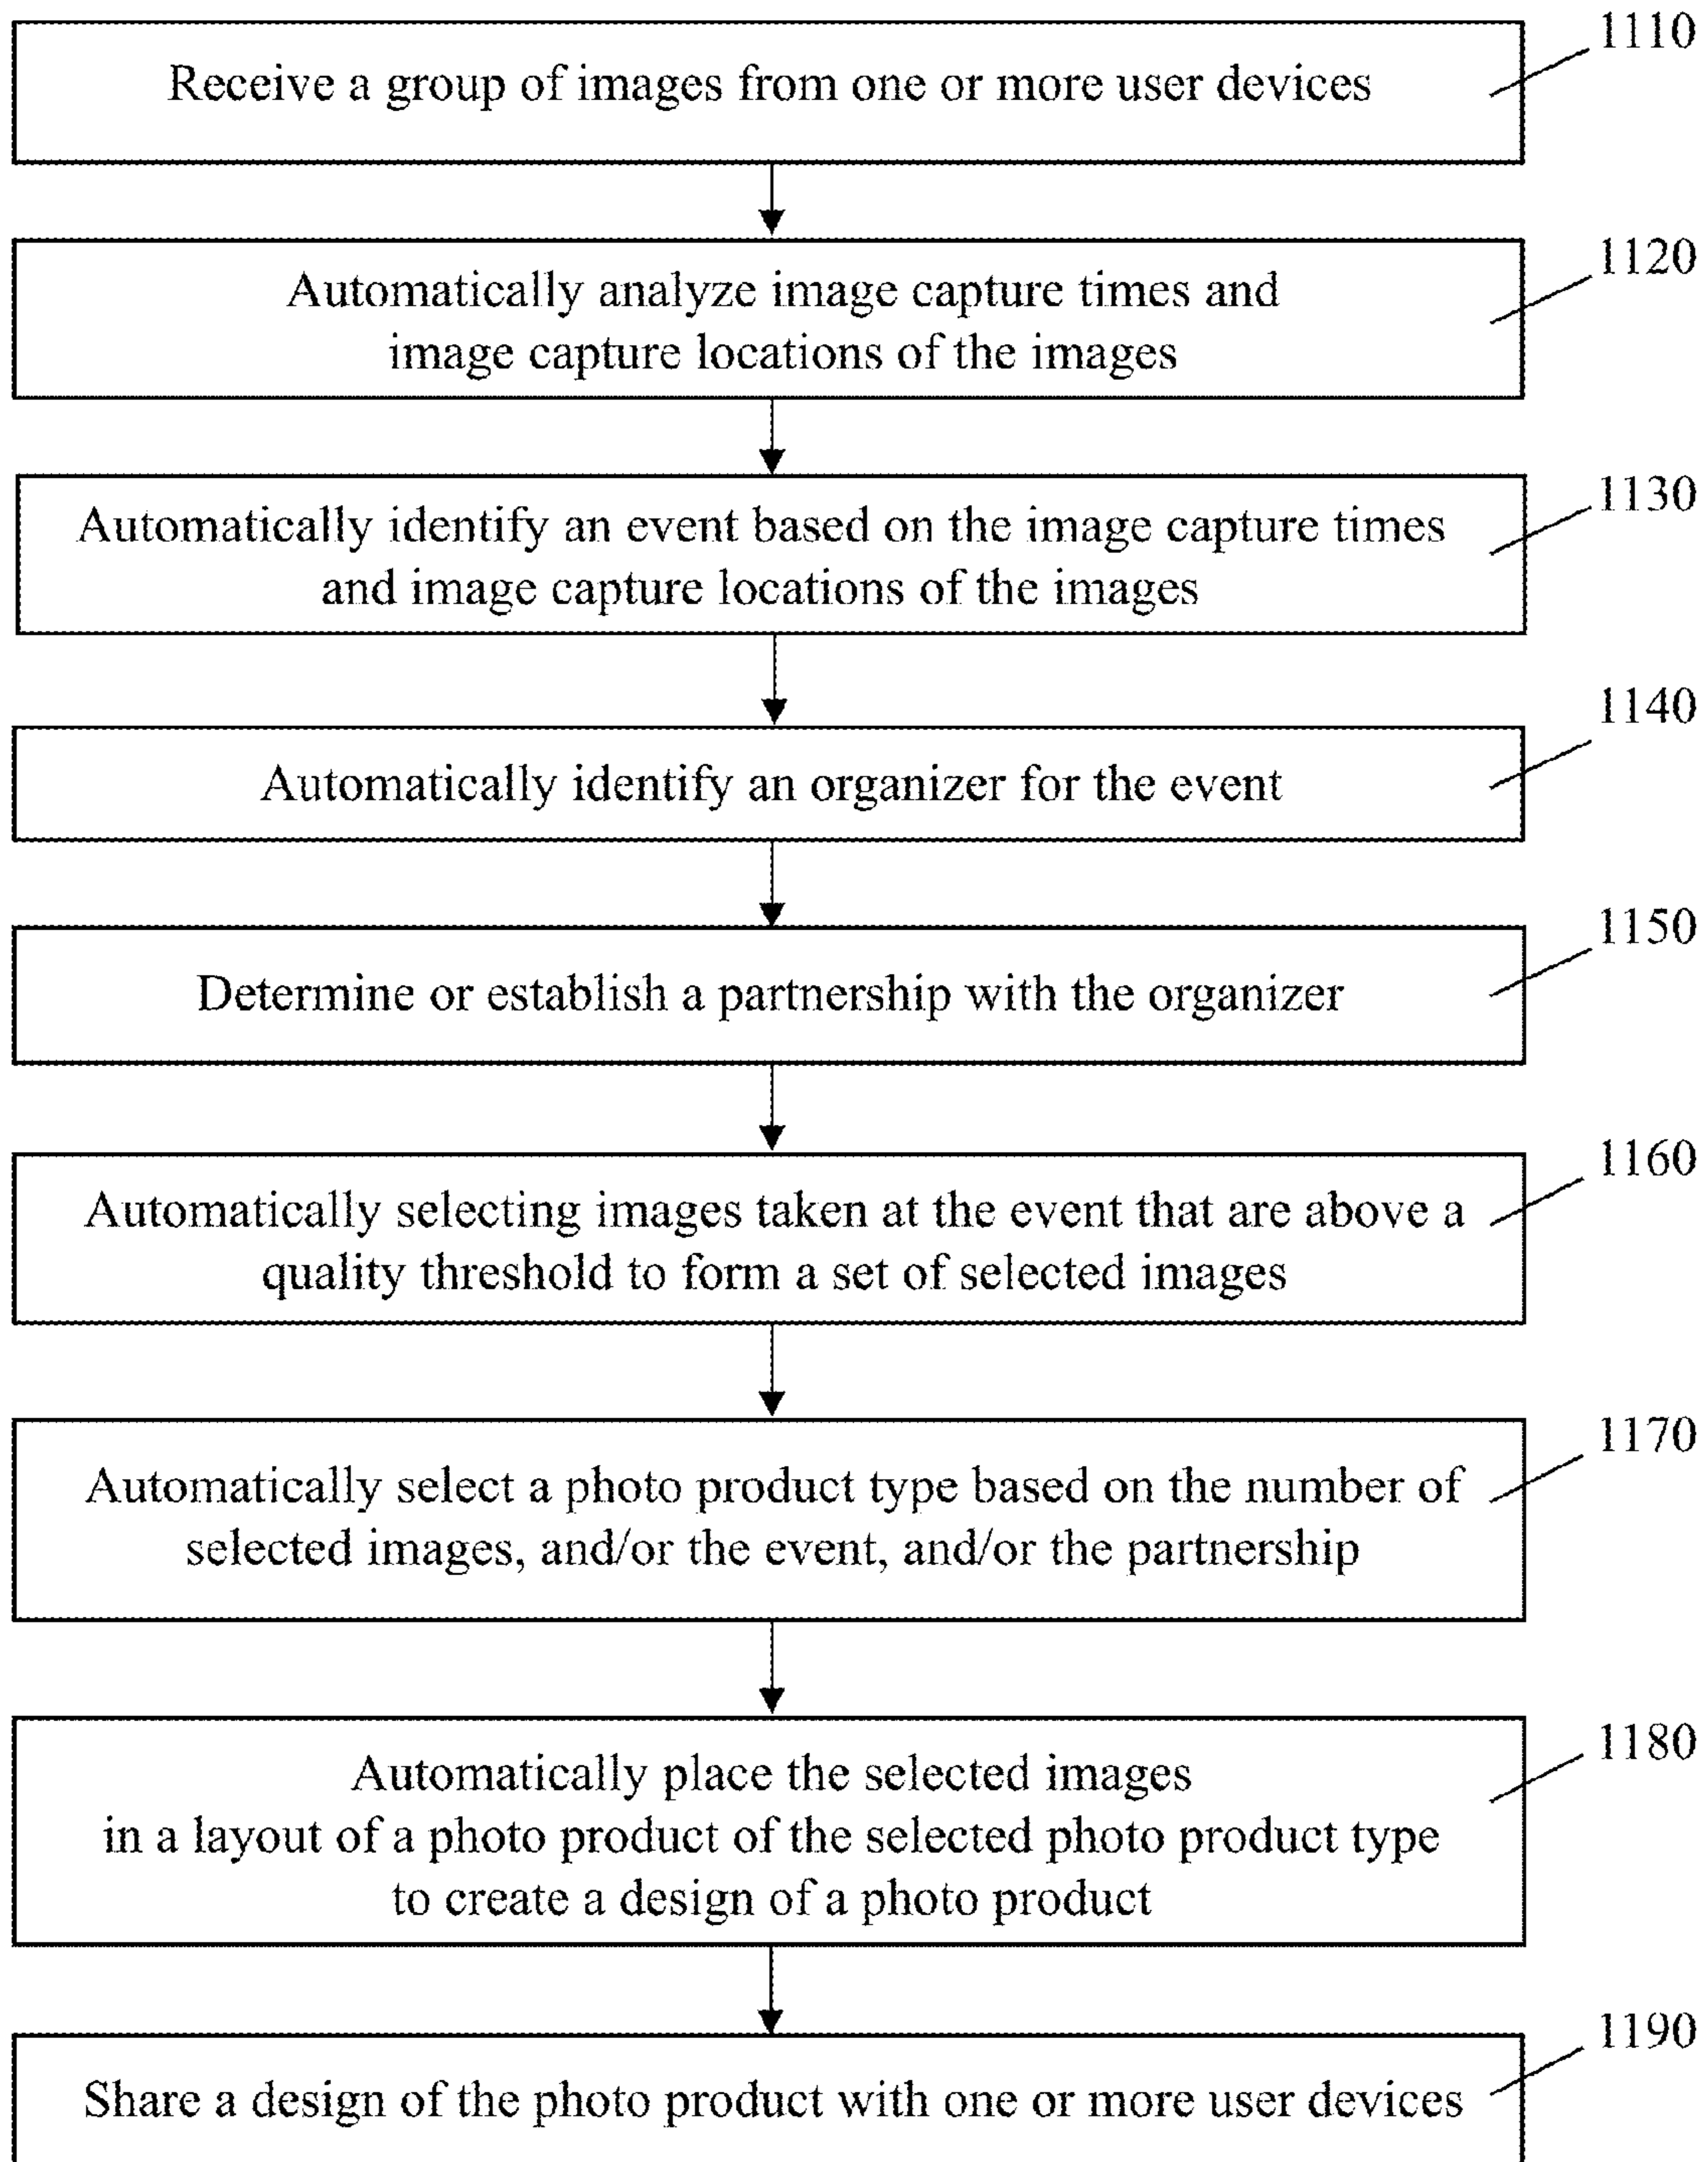 1110
Receive a group of images from one or more user devices
1120
Automatically analyze image capture times and
image capture locations of the images
1130
Automatically identify an event based on the image capture times
and image capture locations of the images
1140
Automatically identify an organizer for the event
1150
Determine or establish a partnership with the organizer
1160
Automatically selecting images taken at the event that are above a
quality threshold to form a set of selected images
1170
Automatically select a photo product type based on the number of
selected images, and/or the event, and/or the partnership
1180
Automatically place the selected images
in a layout of a photo product of the selected photo product type
to create a design of a photo product
1190
Share a design of the photo product with one or more user devices